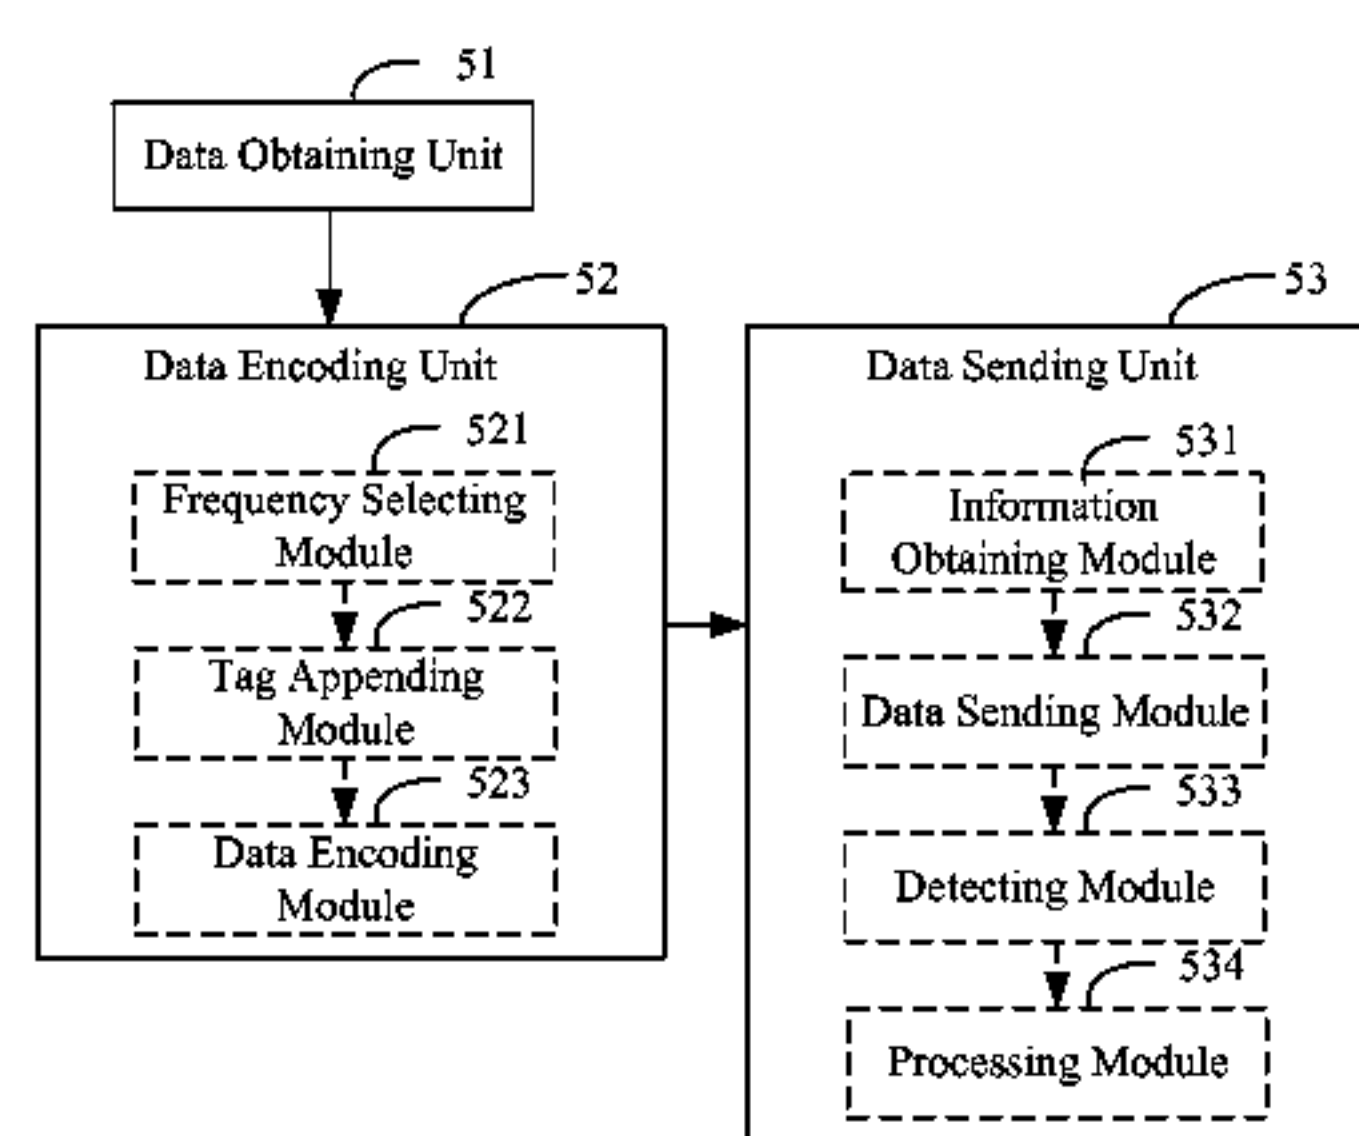 51
Data Obtaining Unit
52
Data Encoding Unit
521
Frequency Selecting
Module
522
Tag Appending
Module
523
Data Encoding
Module
53
Data Sending Unit
531
Information
Obtaining Module
532
Data Sending Module
533
Detecting Module
534
Processing Module